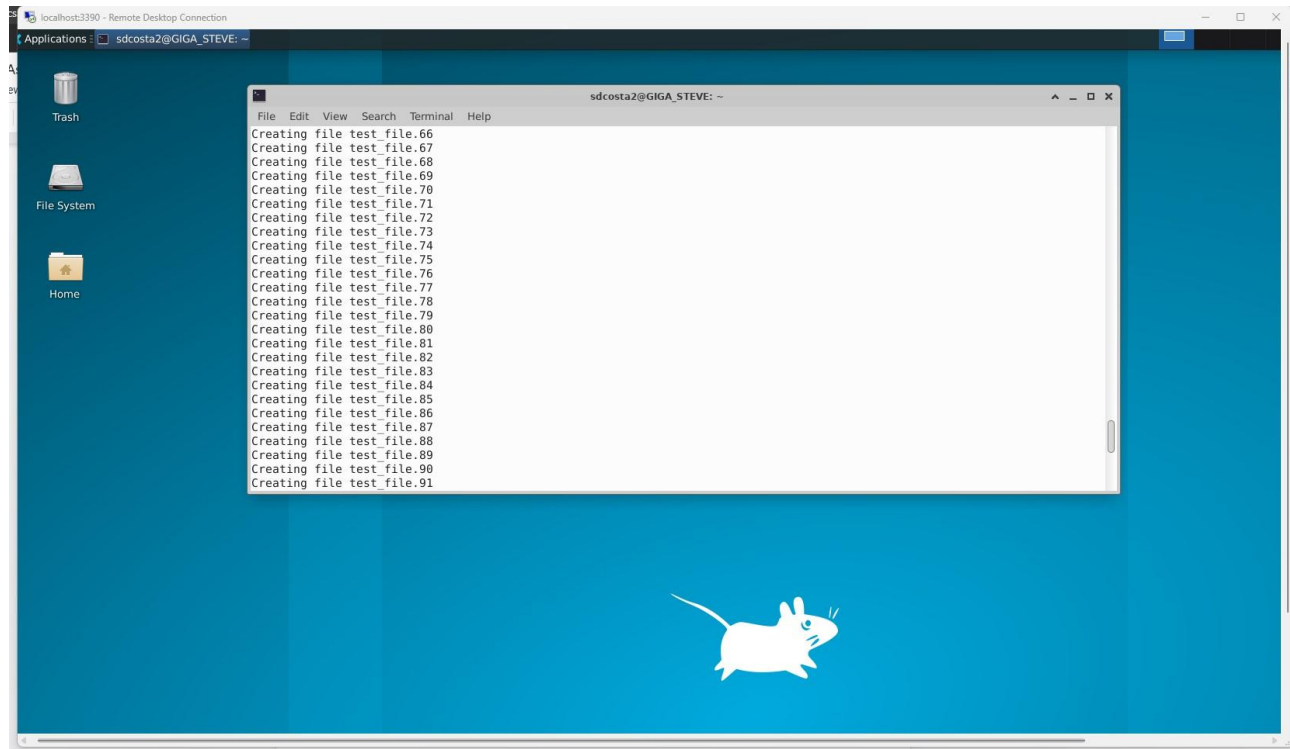 localhost:3390 - Remote Desktop Connection
Applications
sdcosta2@GIGA_STEVE: ~
Trash
File System
Home
sdcosta2@GIGA_STEVE: ~
File Edit View Search Terminal Help
Creating file test_file.66
Creating file test_file.67
Creating file test_file.68
Creating file test_file.69
Creating file test_file.70
Creating file test_file.71
Creating file test_file.72
Creating file test_file.73
Creating file test_file.74
Creating file test_file.75
Creating file test_file.76
Creating file test_file.77
Creating file test_file.78
Creating file test_file.79
Creating file test_file.80
Creating file test_file.81
Creating file test_file.82
Creating file test_file.83
Creating file test_file.84
Creating file test_file.85
Creating file test_file.86
Creating file test_file.87
Creating file test_file.88
Creating file test_file.89
Creating file test_file.90
Creating file test_file.91